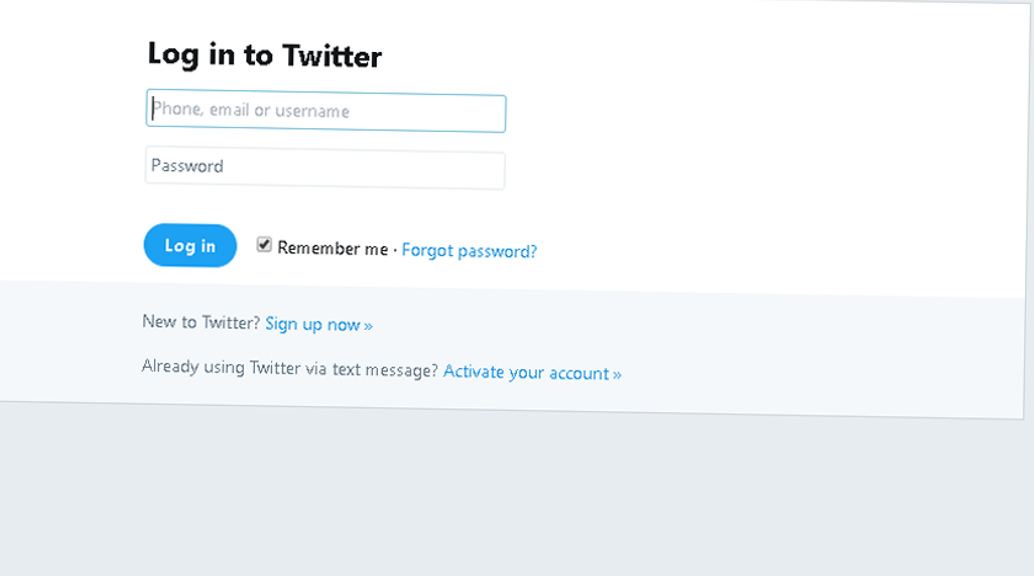 Log in to Twitter
Phone, email or username
Password
Log in Remember me · Forgot password?
New to Twitter? Sign up now »
Already using Twitter via text message? Activate your account »